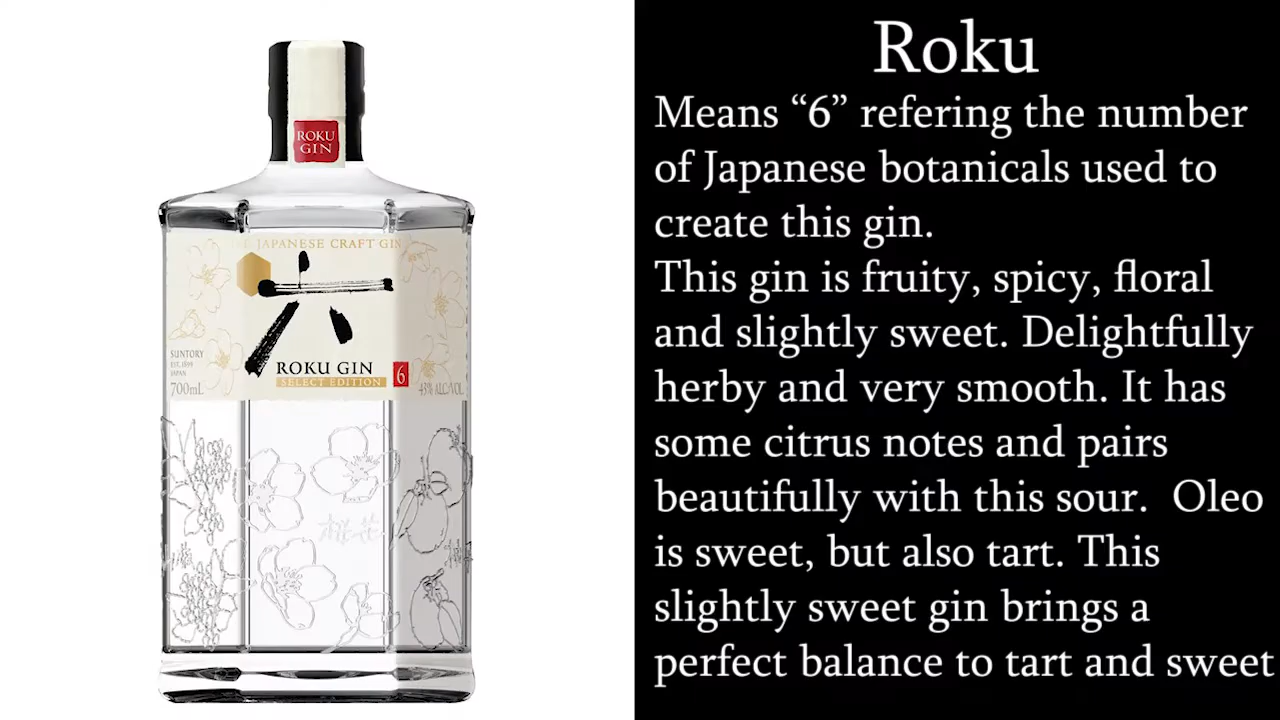 ROKU
GIN
JAPANESE CRAFT GIN
六
SUNTORY
EST. 1899
JAPAN
700mL
ROKU GIN
SELECT EDITION
6
43% ALC/VOL
Roku
Means “6” refering the number
of Japanese botanicals used to
create this gin.
This gin is fruity, spicy, floral
and slightly sweet. Delightfully
herby and very smooth. It has
some citrus notes and pairs
beautifully with this sour.  Oleo
is sweet, but also tart. This
slightly sweet gin brings a
perfect balance to tart and sweet